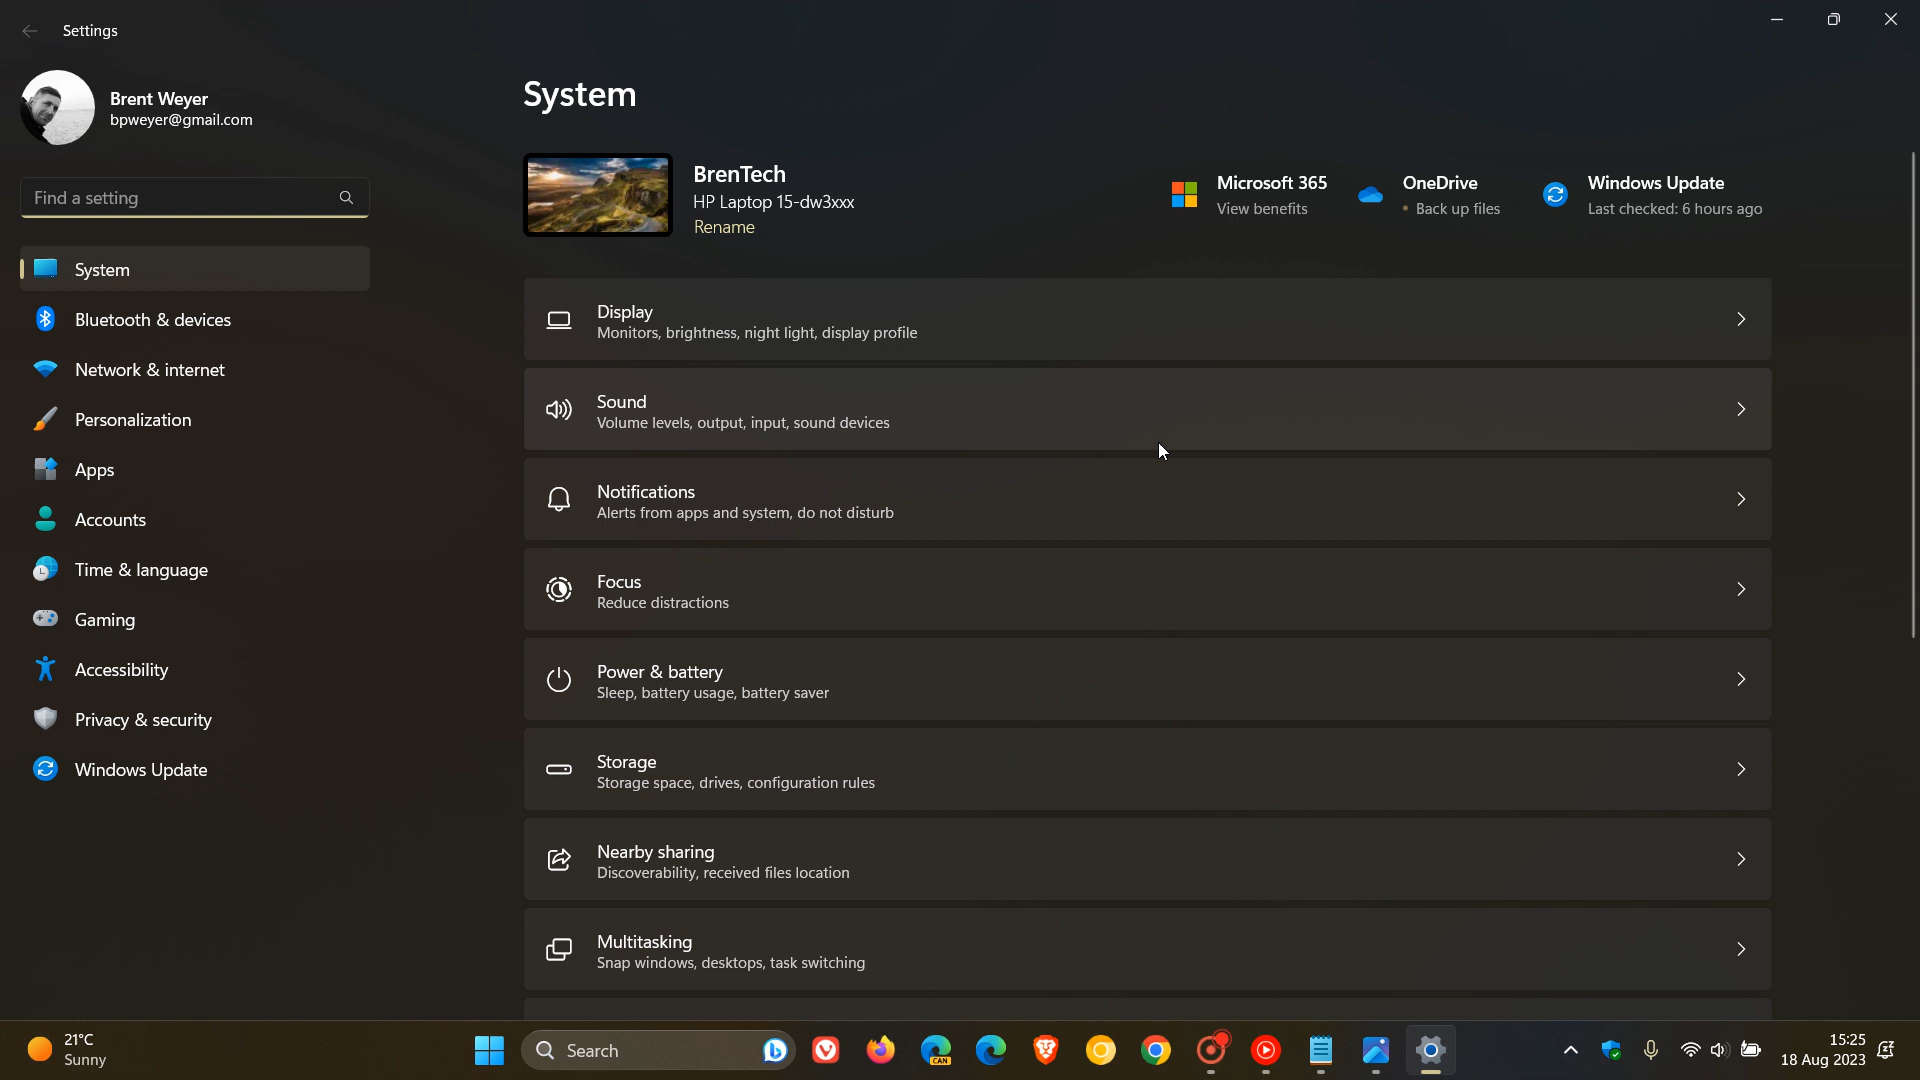 Settings
Brent Weyer
bpweyer@gmail.com
Find a setting
System
Bluetooth & devices
Network & internet
Personalization
Apps
Accounts
Time & language
Gaming
Accessibility
Privacy & security
Windows Update
System
BrenTech
HP Laptop 15-dw3xxx
Rename
Microsoft 365
View benefits
OneDrive
• Back up files
Windows Update
Last checked: 6 hours ago
Display
Monitors, brightness, night light, display profile
Sound
Volume levels, output, input, sound devices
Notifications
Alerts from apps and system, do not disturb
Focus
Reduce distractions
Power & battery
Sleep, battery usage, battery saver
Storage
Storage space, drives, configuration rules
Nearby sharing
Discoverability, received files location
Multitasking
Snap windows, desktops, task switching
21°C
Sunny
Search
CAN
15:25
18 Aug 2023